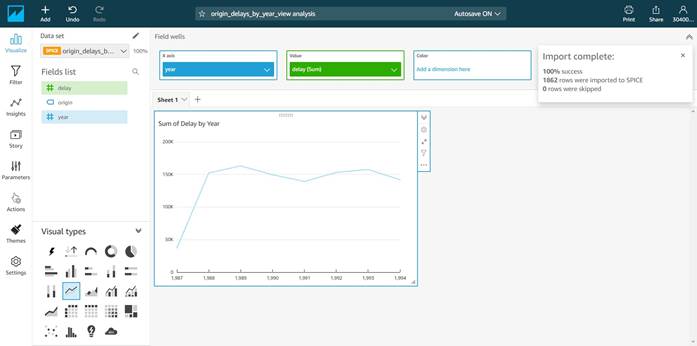 Add
Undo
Redo
origin_delays_by_year_view analysis
Autosave ON
Print
Share
30400...
Visualize
Filter
Insights
Story
Parameters
Actions
Themes
Settings
Data set
SPICE origin_delays_b... 100%
Fields list
delay
origin
year
Visual types
Field wells
X axis
year
Value
delay (Sum)
Color
Add a dimension here
Import complete:
100% success
1862 rows were imported to SPICE
0 rows were skipped
Sheet 1
Sum of Delay by Year
200K
150K
100K
50K
0
1,987 1,988 1,989 1,990 1,991 1,992 1,993 1,994